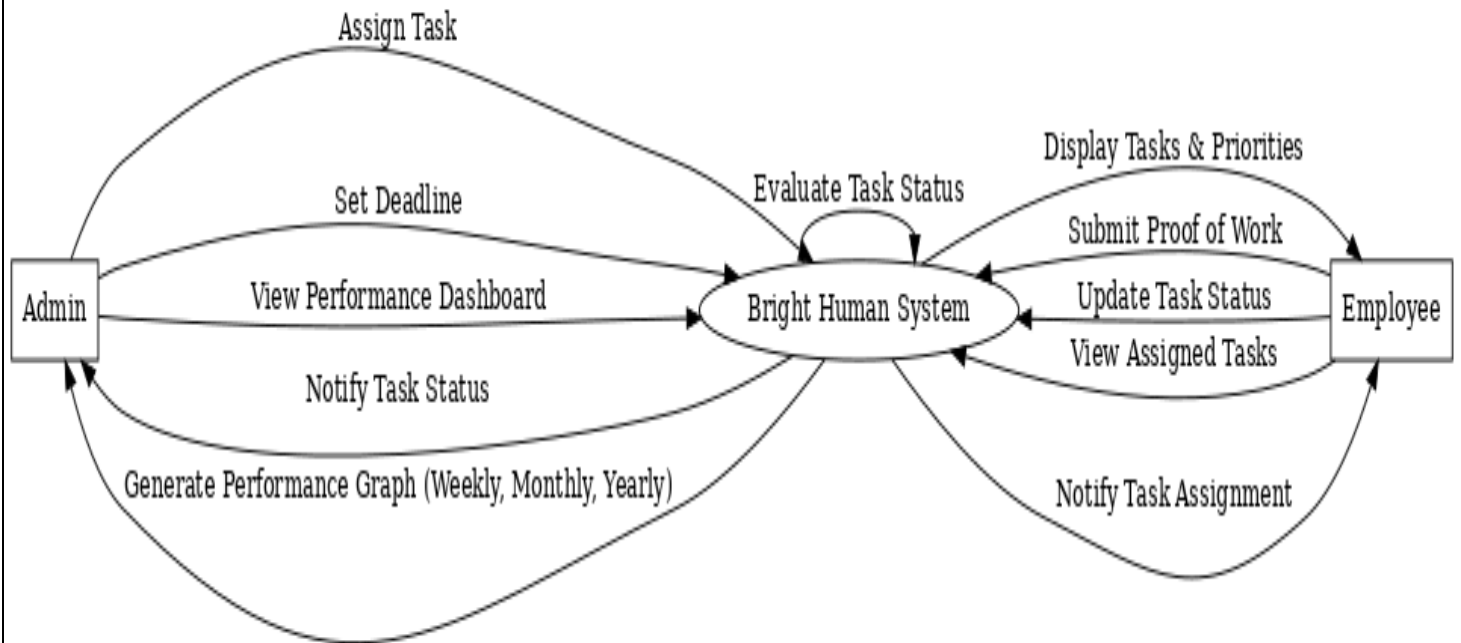 Assign Task
Display Tasks & Priorities
Evaluate Task Status
Set Deadline
Submit Proof of Work
View Performance Dashboard
Update Task Status
Admin
Bright Human System
Employee
View Assigned Tasks
Notify Task Status
Generate Performance Graph (Weekly, Monthly, Yearly)
Notify Task Assignment